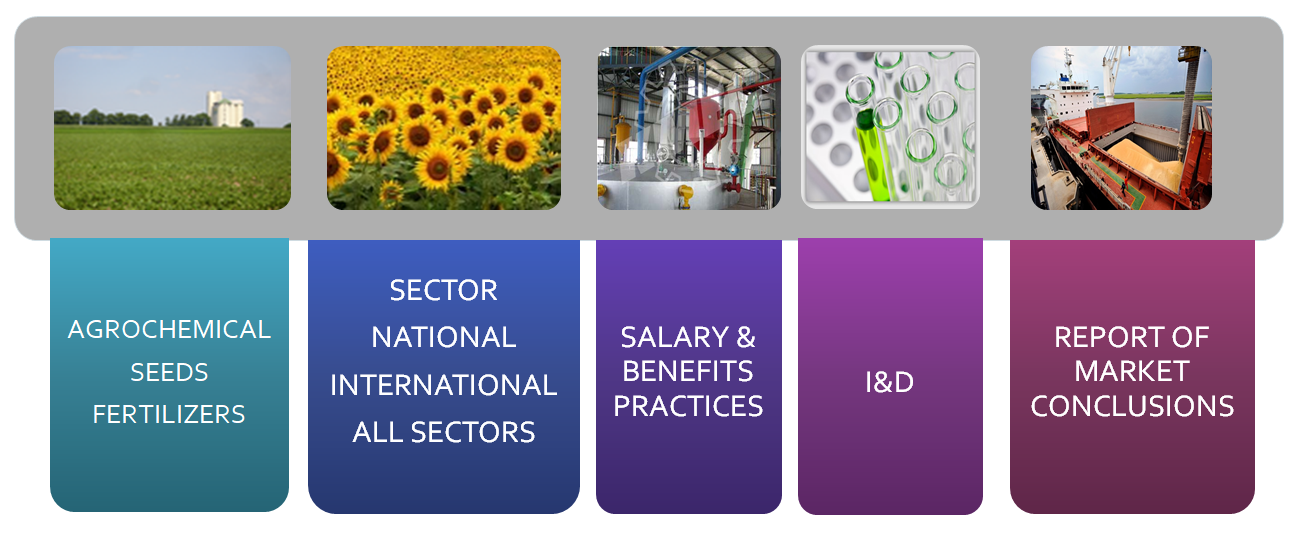 AGROCHEMICAL
SEEDS
FERTILIZERS
SECTOR
NATIONAL
INTERNATIONAL
ALL SECTORS
SALARY &
BENEFITS
PRACTICES
I&D
REPORT OF
MARKET
CONCLUSIONS